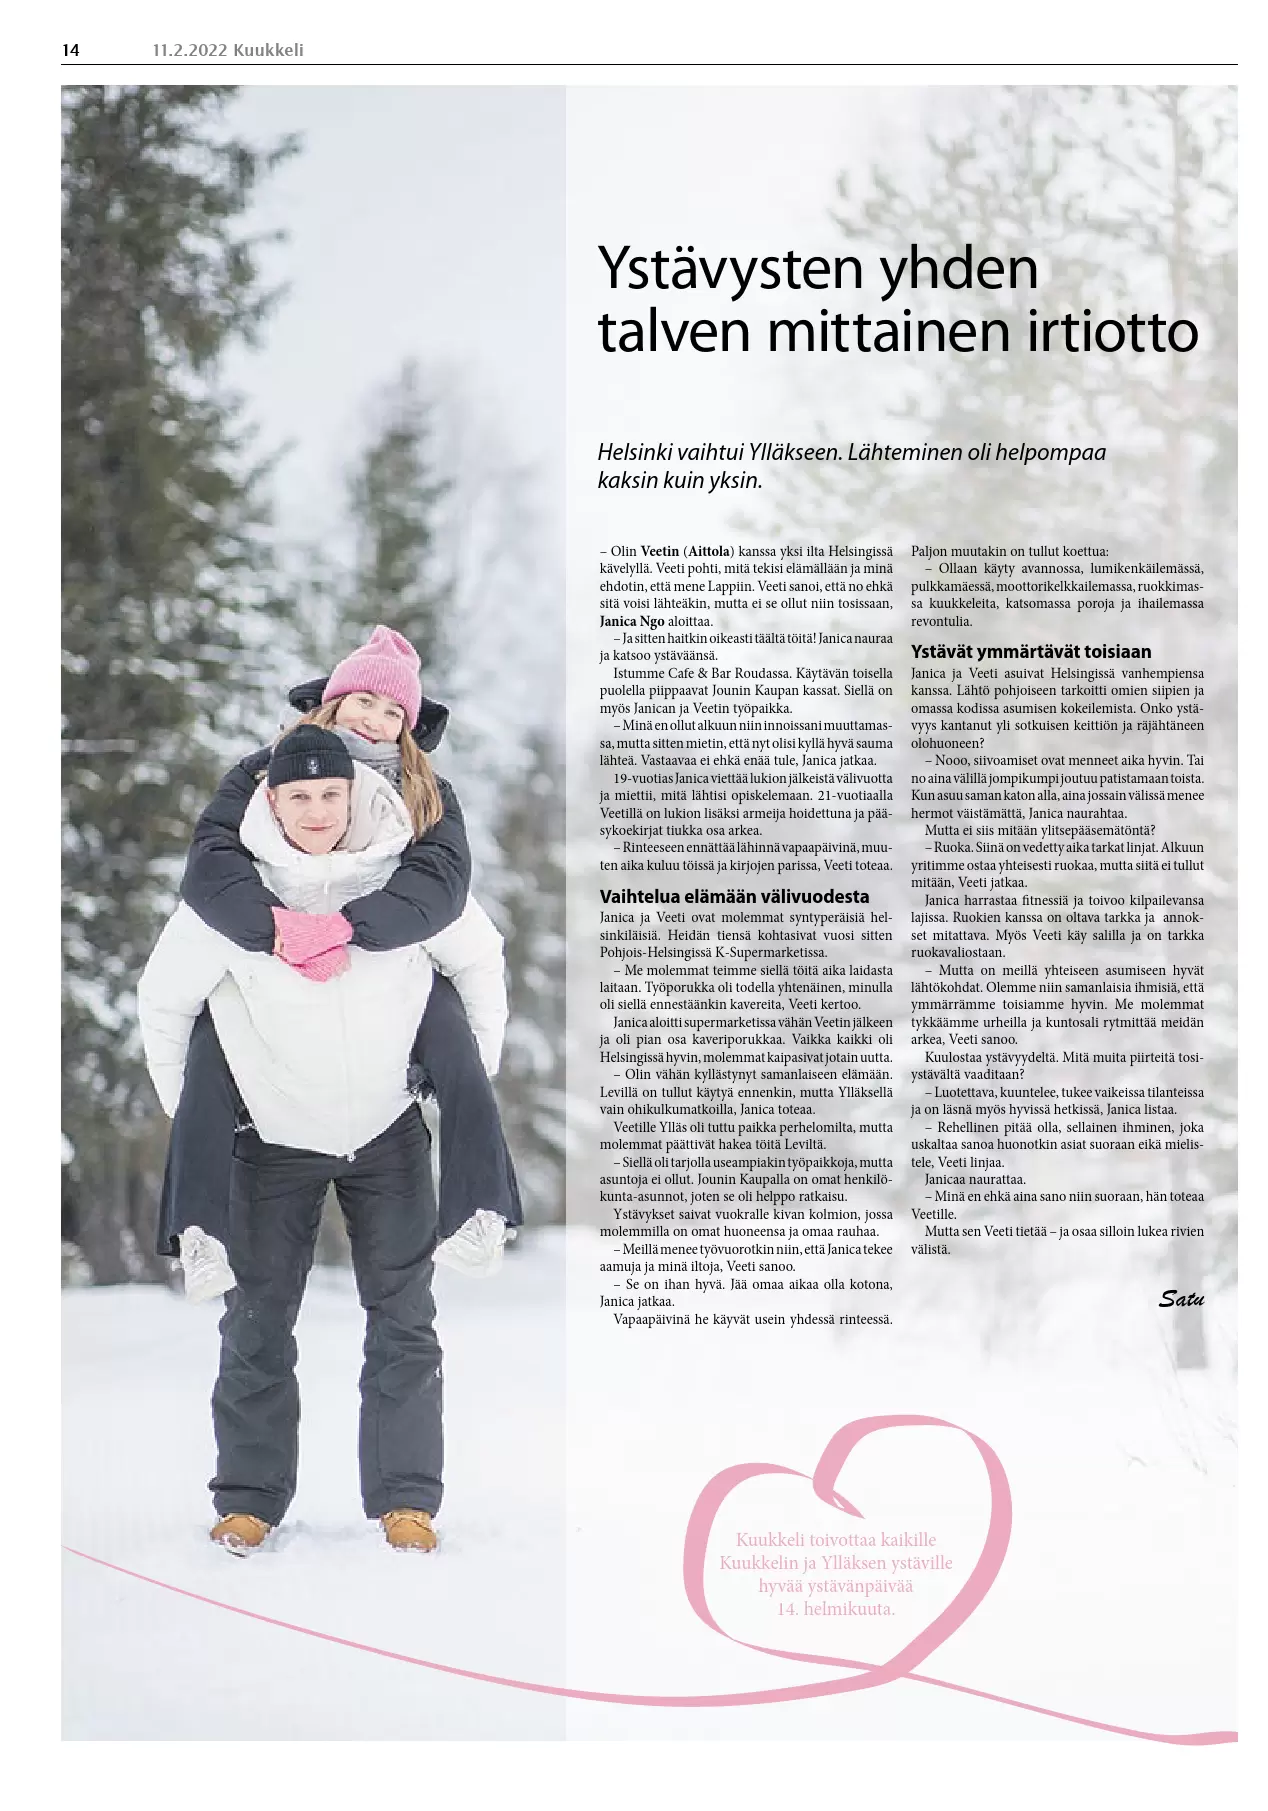 14
11.2.2022 Kuukkeli
Ystävysten yhden
talven mittainen irtiotto
Helsinki vaihtui Ylläkseen. Lähteminen oli helpompaa
kaksin kuin yksin.
– Olin Veetin (Aittola) kanssa yksi ilta Helsingissä
kävelyllä. Veeti pohti, mitä tekisi elämällään ja minä
ehdotin, että mene Lappiin. Veeti sanoi, että no ehkä
sitä voisi lähteäkin, mutta ei se ollut niin tosissaan,
Janica Ngo aloittaa.
– Ja sitten haitkin oikeasti täältä töitä! Janica nauraa
ja katsoo ystäväänsä.
Istumme Cafe & Bar Roudassa. Käytävän toisella
puolella piippaavat Jounin Kaupan kassat. Siellä on
myös Janican ja Veetin työpaikka.
– Minä en ollut alkuun niin innoissani muuttamas-
sa, mutta sitten mietin, että nyt olisi kyllä hyvä sauma
lähteä. Vastaavaa ei ehkä enää tule, Janica jatkaa.
19-vuotias Janica viettää lukion jälkeistä välivuotta
ja miettii, mitä lähtisi opiskelemaan. 21-vuotiaalla
Veetillä on lukion lisäksi armeija hoidettuna ja pää-
sykoekirjat tiukka osa arkea.
– Rinteeseen ennättää lähinnä vapaapäivinä, muu-
ten aika kuluu töissä ja kirjojen parissa, Veeti toteaa.
Vaihtelua elämään välivuodesta
Janica ja Veeti ovat molemmat syntyperäisiä hel-
sinkiläisiä. Heidän tiensä kohtasivat vuosi sitten
Pohjois-Helsingissä K-Supermarketissa.
– Me molemmat teimme siellä töitä aika laidasta
laitaan. Työporukka oli todella yhtenäinen, minulla
oli siellä ennestäänkin kavereita, Veeti kertoo.
Janica aloitti supermarketissa vähän Veetin jälkeen
ja oli pian osa kaveriporukkaa. Vaikka kaikki oli
Helsingissä hyvin, molemmat kaipasivat jotain uutta.
– Olin vähän kyllästynyt samanlaiseen elämään.
Levillä on tullut käytyä ennenkin, mutta Ylläksellä
vain ohikulkumatkoilla, Janica toteaa.
Veetille Ylläs oli tuttu paikka perhelomilta, mutta
molemmat päättivät hakea töitä Leviltä.
– Siellä oli tarjolla useampiakin työpaikkoja, mutta
asuntoja ei ollut. Jounin Kaupalla on omat henkilö-
kunta-asunnot, joten se oli helppo ratkaisu.
Ystävykset saivat vuokralle kivan kolmion, jossa
molemmilla on omat huoneensa ja omaa rauhaa.
– Meillä menee työvuorotkin niin, että Janica tekee
aamuja ja minä iltoja, Veeti sanoo.
– Se on ihan hyvä. Jää omaa aikaa olla kotona,
Janica jatkaa.
Vapaapäivinä he käyvät usein yhdessä rinteessä.
Paljon muutakin on tullut koettua:
– Ollaan käyty avannossa, lumikenkäilemässä,
pulkkamäessä, moottorikelkkailemassa, ruokkimas-
sa kuukkeleita, katsomassa poroja ja ihailemassa
revontulia.
Ystävät ymmärtävät toisiaan
Janica ja Veeti asuivat Helsingissä vanhempiensa
kanssa. Lähtö pohjoiseen tarkoitti omien siipien ja
omassa kodissa asumisen kokeilemista. Onko ystä-
vyys kantanut yli sotkuisen keittiön ja räjähtäneen
olohuoneen?
– Nooo, siivoamiset ovat menneet aika hyvin. Tai
no aina välillä jompikumpi joutuu patistamaan toista.
Kun asuu saman katon alla, aina jossain välissä menee
hermot väistämättä, Janica naurahtaa.
Mutta ei siis mitään ylitsepääsemätöntä?
– Ruoka. Siinä on vedetty aika tarkat linjat. Alkuun
yritimme ostaa yhteisesti ruokaa, mutta siitä ei tullut
mitään, Veeti jatkaa.
Janica harrastaa fitnessiä ja toivoo kilpailevansa
lajissa. Ruokien kanssa on oltava tarkka ja annok-
set mitattava. Myös Veeti käy salilla ja on tarkka
ruokavaliostaan.
– Mutta on meillä yhteiseen asumiseen hyvät
lähtökohdat. Olemme niin samanlaisia ihmisiä, että
ymmärrämme toisiamme hyvin. Me molemmat
tykkäämme urheilla ja kuntosali rytmittää meidän
arkea, Veeti sanoo.
Kuulostaa ystävyydeltä. Mitä muita piirteitä tosi-
ystävältä vaaditaan?
– Luotettava, kuuntelee, tukee vaikeissa tilanteissa
ja on läsnä myös hyvissä hetkissä, Janica listaa.
– Rehellinen pitää olla, sellainen ihminen, joka
uskaltaa sanoa huonotkin asiat suoraan eikä mielis-
tele, Veeti linjaa.
Janicaa naurattaa.
– Minä en ehkä aina sano niin suoraan, hän toteaa
Veetille.
Mutta sen Veeti tietää – ja osaa silloin lukea rivien
välistä.
Satu
Kuukkeli toivottaa kaikille
Kuukkelin ja Ylläksen ystäville
hyvää ystävänpäivää
14. helmikuuta.